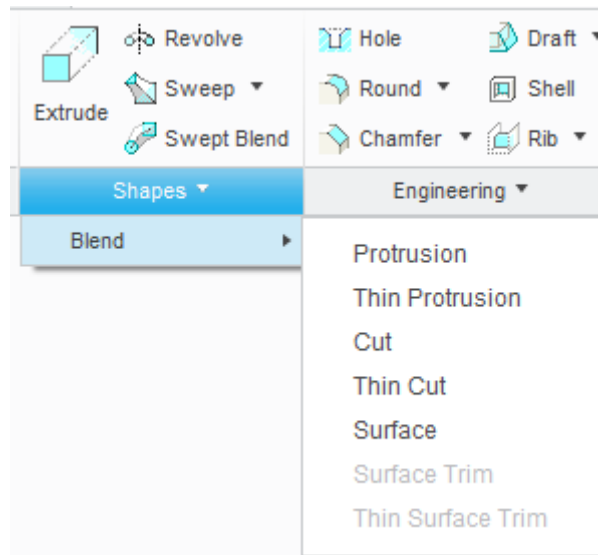 Extrude
Revolve
Sweep
Swept Blend
Hole
Round
Chamfer
Draft
Shell
Rib
Shapes
Engineering
Blend
Protrusion
Thin Protrusion
Cut
Thin Cut
Surface
Surface Trim
Thin Surface Trim